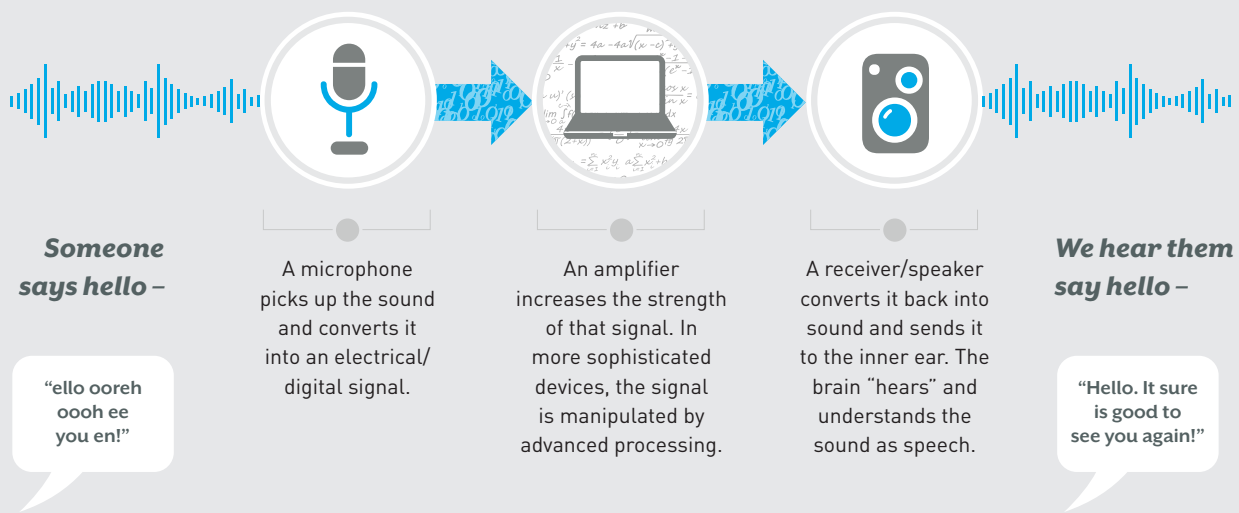 Someone
says hello –
“ello ooreh
oooh ee
you en!”
A microphone
picks up the sound
and converts it
into an electrical/
digital signal.
An amplifier
increases the strength
of that signal. In
more sophisticated
devices, the signal
is manipulated by
advanced processing.
A receiver/speaker
converts it back into
sound and sends it
to the inner ear. The
brain “hears” and
understands the
sound as speech.
We hear them
say hello –
“Hello. It sure
is good to
see you again!”